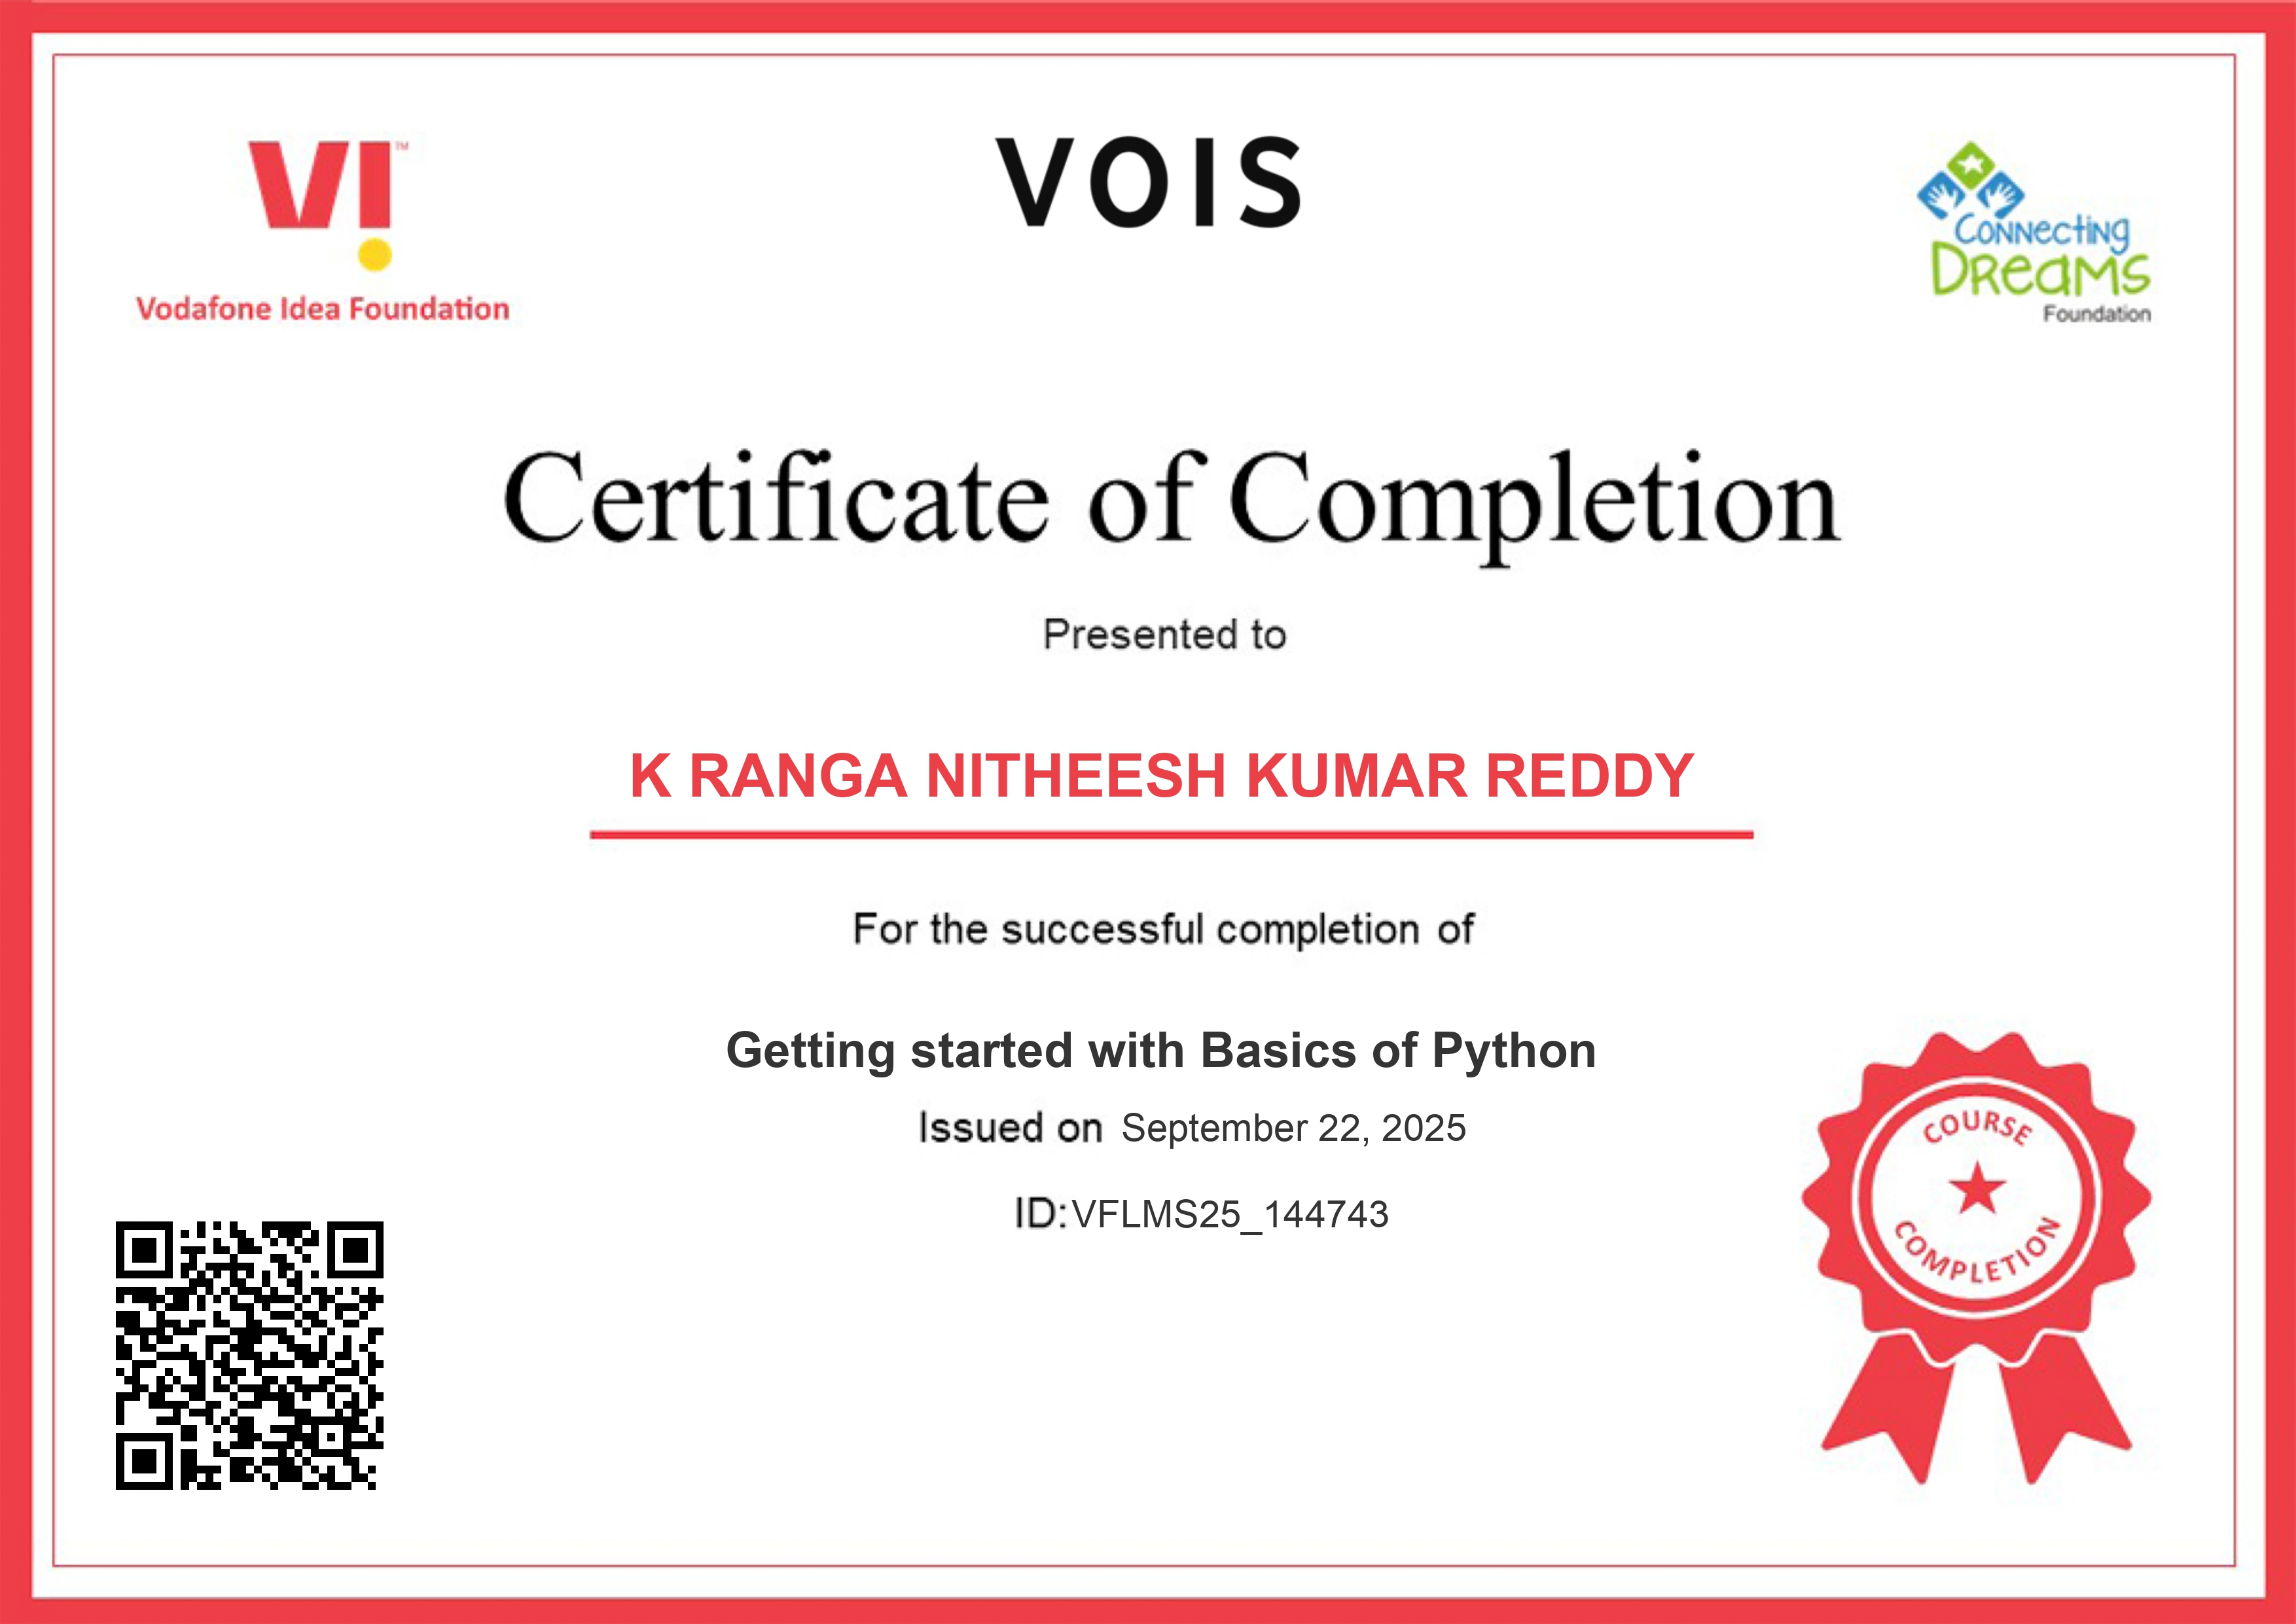 VI™
Vodafone Idea Foundation
VOIS
Connecting
Dreams
Foundation
Certificate of Completion
Presented to
K RANGA NITHEESH KUMAR REDDY
For the successful completion of
Getting started with Basics of Python
Issued on September 22, 2025
ID:VFLMS25_144743
COURSE
COMPLETION